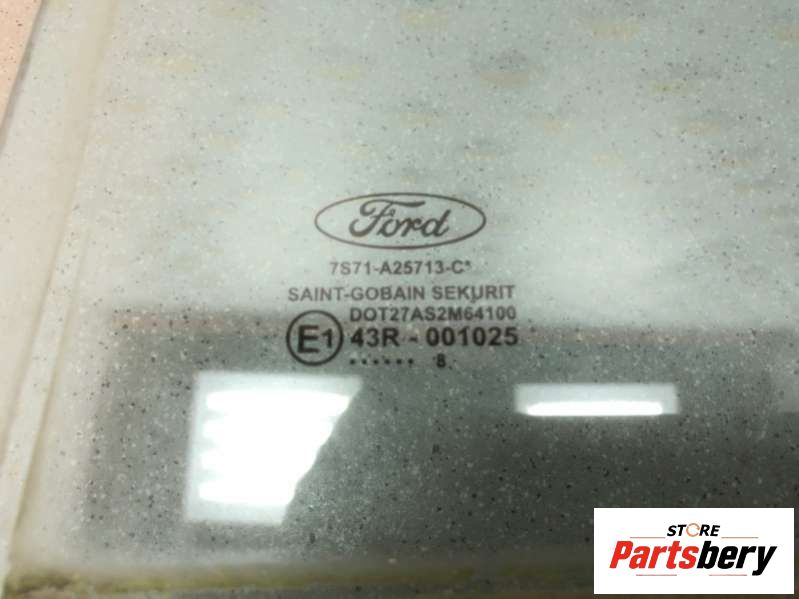 Ford
7S71-A25713-C*
SAINT-GOBAIN SEKURIT
DOT27AS2M64100
E1 43R - 001025
...... 8
STORE
Partsbery